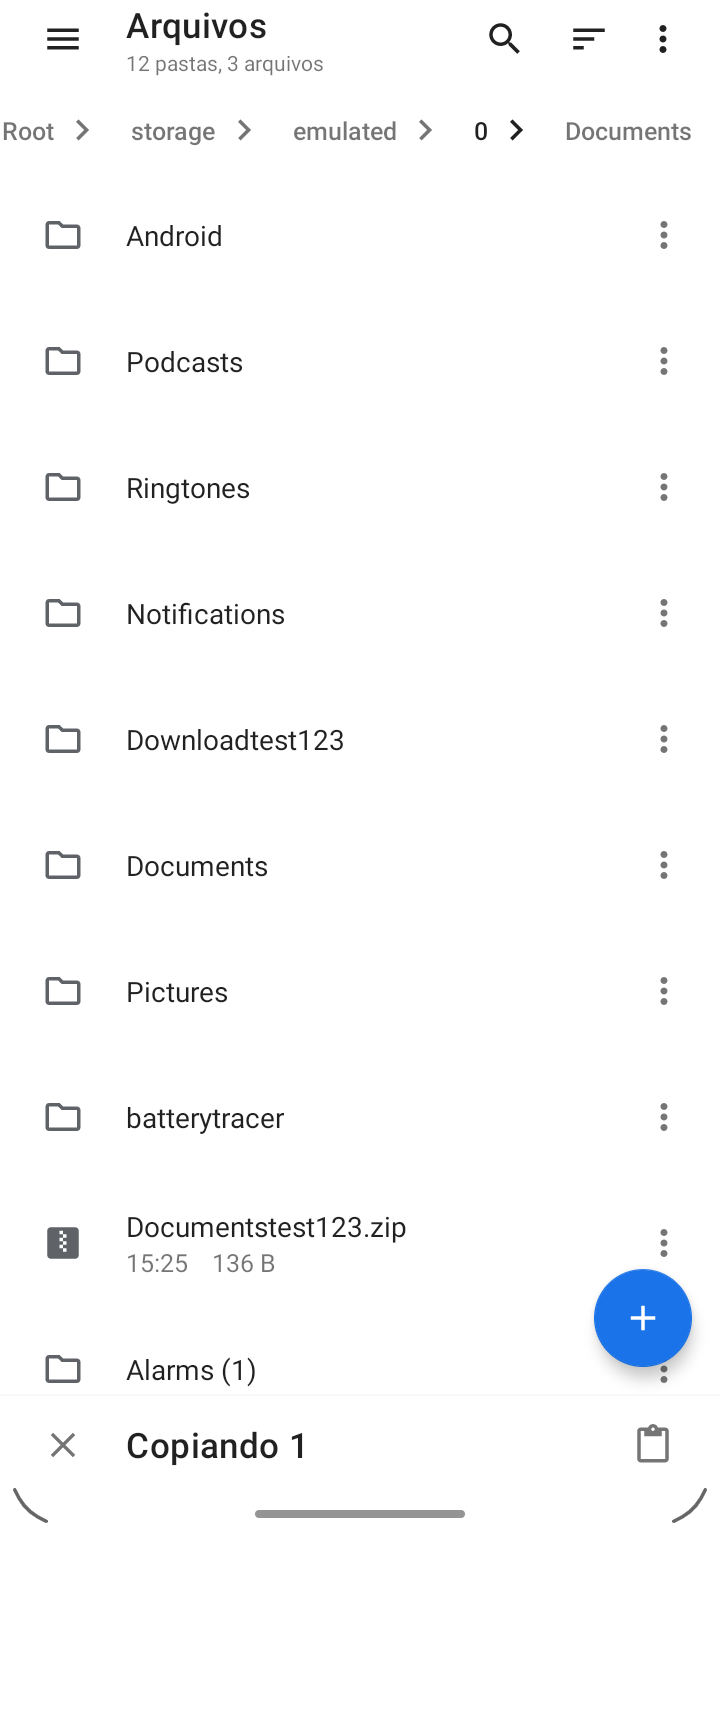 Arquivos
12 pastas, 3 arquivos
Root storage emulated 0 Documents
Android
Podcasts
Ringtones
Notifications
Downloadtest123
Documents
Pictures
batterytracer
Documentstest123.zip
15:25 136 B
Alarms (1)
Copiando 1